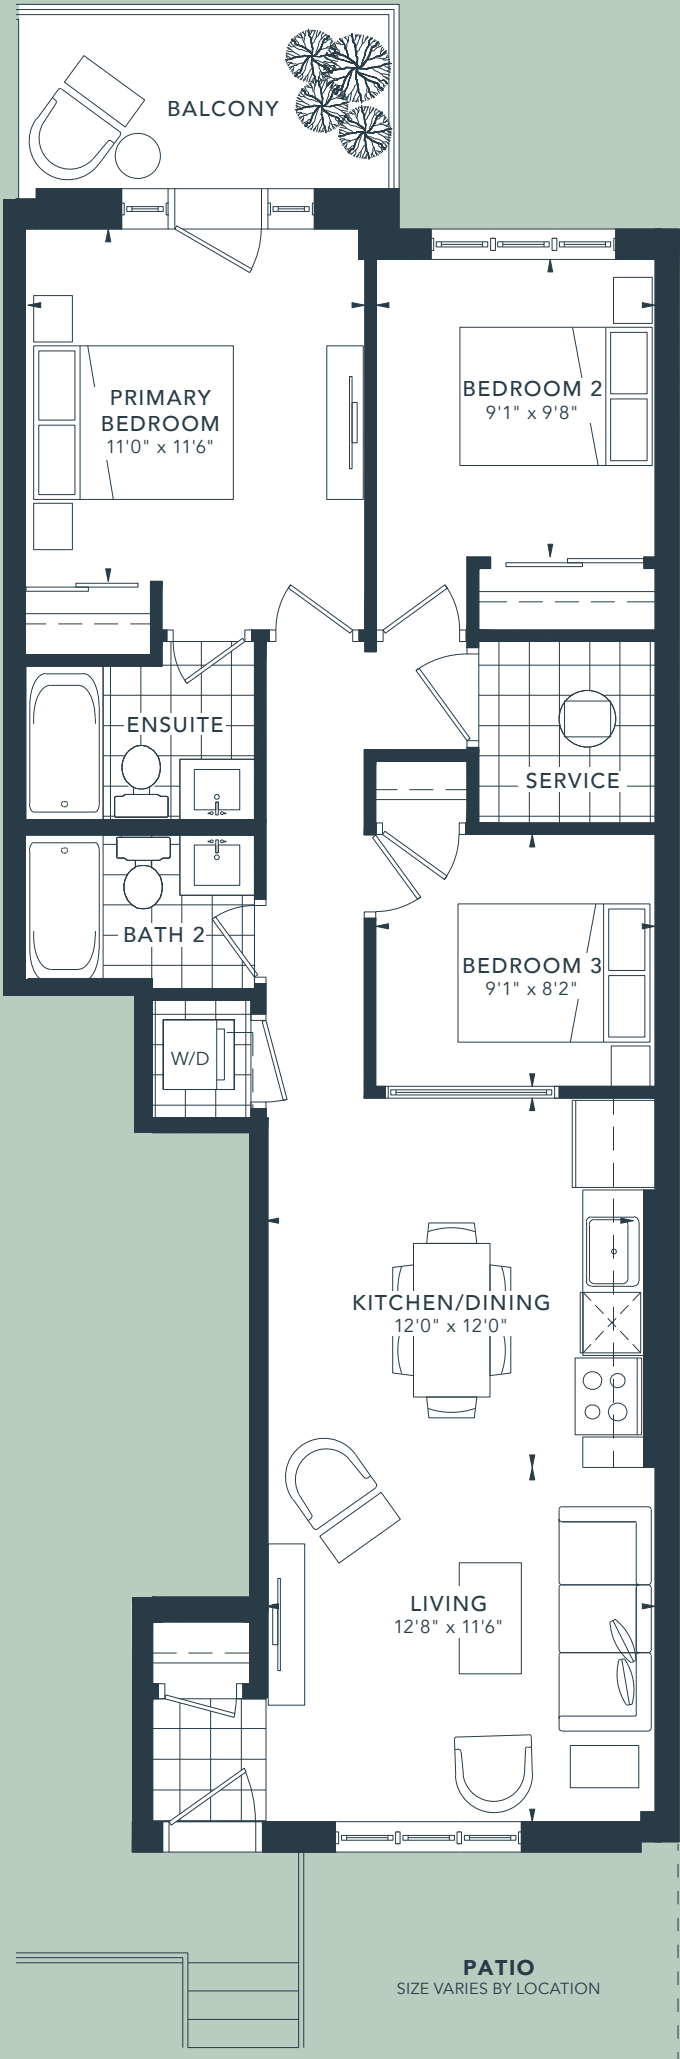 BALCONY
PRIMARY
BEDROOM
11'0" x 11'6"
BEDROOM 2
9'1" x 9'8"
ENSUITE
SERVICE
BATH 2
BEDROOM 3
9'1" x 8'2"
W/D
KITCHEN/DINING
12'0" x 12'0"
LIVING
12'8" x 11'6"
PATIO
SIZE VARIES BY LOCATION